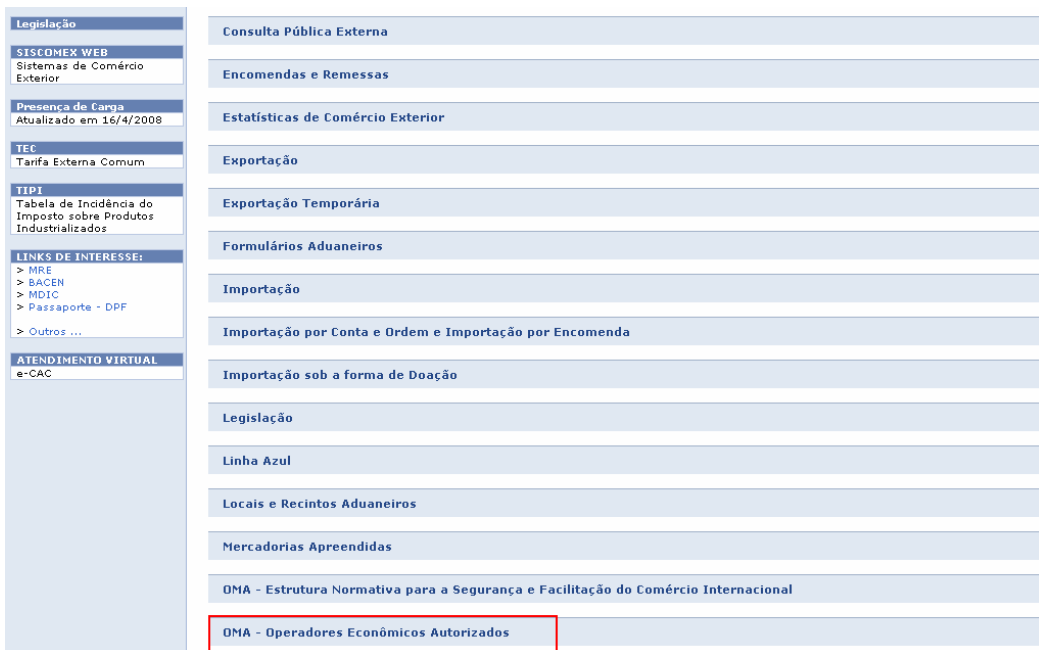 Legislação
SISCOMEX WEB
Sistemas de Comércio
Exterior
Presença de Carga
Atualizado em 16/4/2008
TEC
Tarifa Externa Comum
TIPI
Tabela de Incidência do
Imposto sobre Produtos
Industrializados
LINKS DE INTERESSE:
> MRE
> BACEN
> MDIC
> Passaporte - DPF
> Outros ...
ATENDIMENTO VIRTUAL
e-CAC
Consulta Pública Externa
Encomendas e Remessas
Estatísticas de Comércio Exterior
Exportação
Exportação Temporária
Formulários Aduaneiros
Importação
Importação por Conta e Ordem e Importação por Encomenda
Importação sob a forma de Doação
Legislação
Linha Azul
Locais e Recintos Aduaneiros
Mercadorias Apreendidas
OMA - Estrutura Normativa para a Segurança e Facilitação do Comércio Internacional
OMA - Operadores Econômicos Autorizados